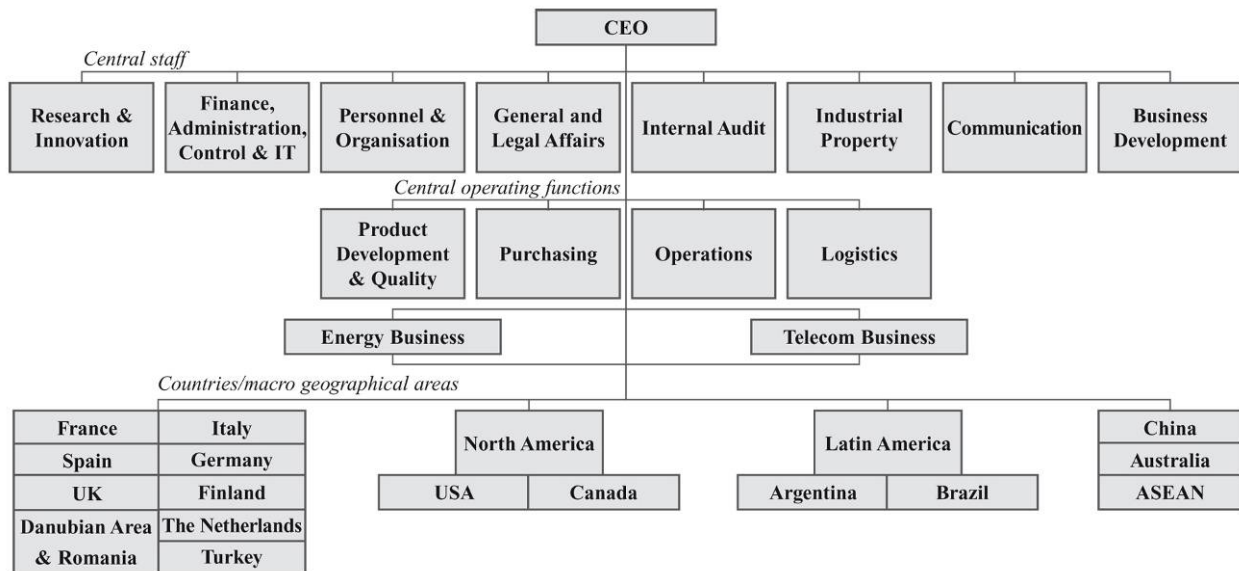 CEO
Central staff
Research &
Innovation
Finance,
Administration,
Control & IT
Personnel &
Organisation
General and
Legal Affairs
Internal Audit
Industrial
Property
Communication
Business
Development
Central operating functions
Product
Development
& Quality
Purchasing
Operations
Logistics
Energy Business
Telecom Business
Countries/macro geographical areas
France
Italy
Spain
Germany
UK
Finland
Danubian Area
& Romania
The Netherlands
Turkey
North America
USA
Canada
Latin America
Argentina
Brazil
China
Australia
ASEAN